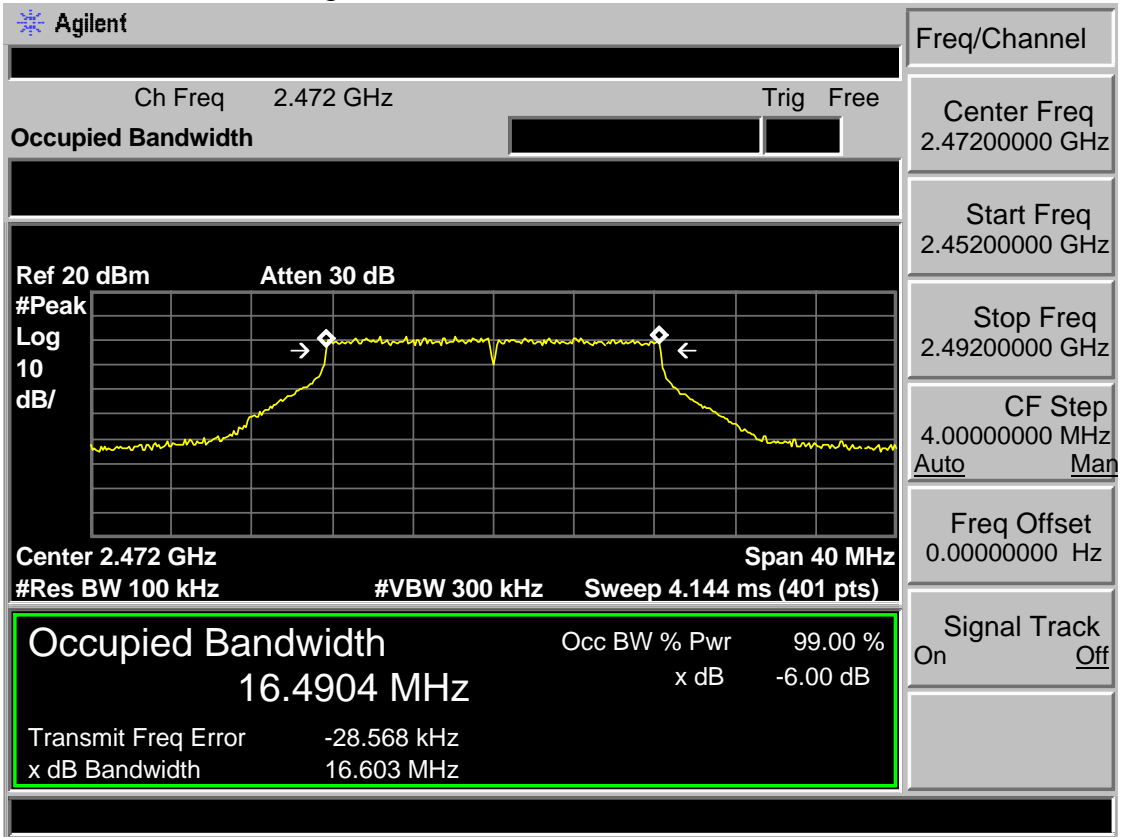 Agilent
Freq/Channel
Ch Freq 2.472 GHz Trig Free
Occupied Bandwidth
Center Freq
2.47200000 GHz
Start Freq
2.45200000 GHz
Stop Freq
2.49200000 GHz
CF Step
4.00000000 MHz
Auto Man
Freq Offset
0.00000000 Hz
Signal Track
On Off
Ref 20 dBm Atten 30 dB
#Peak
Log
10
dB/
Center 2.472 GHz Span 40 MHz
#Res BW 100 kHz #VBW 300 kHz Sweep 4.144 ms (401 pts)
Occupied Bandwidth Occ BW % Pwr 99.00 %
16.4904 MHz x dB -6.00 dB
Transmit Freq Error -28.568 kHz
x dB Bandwidth 16.603 MHz